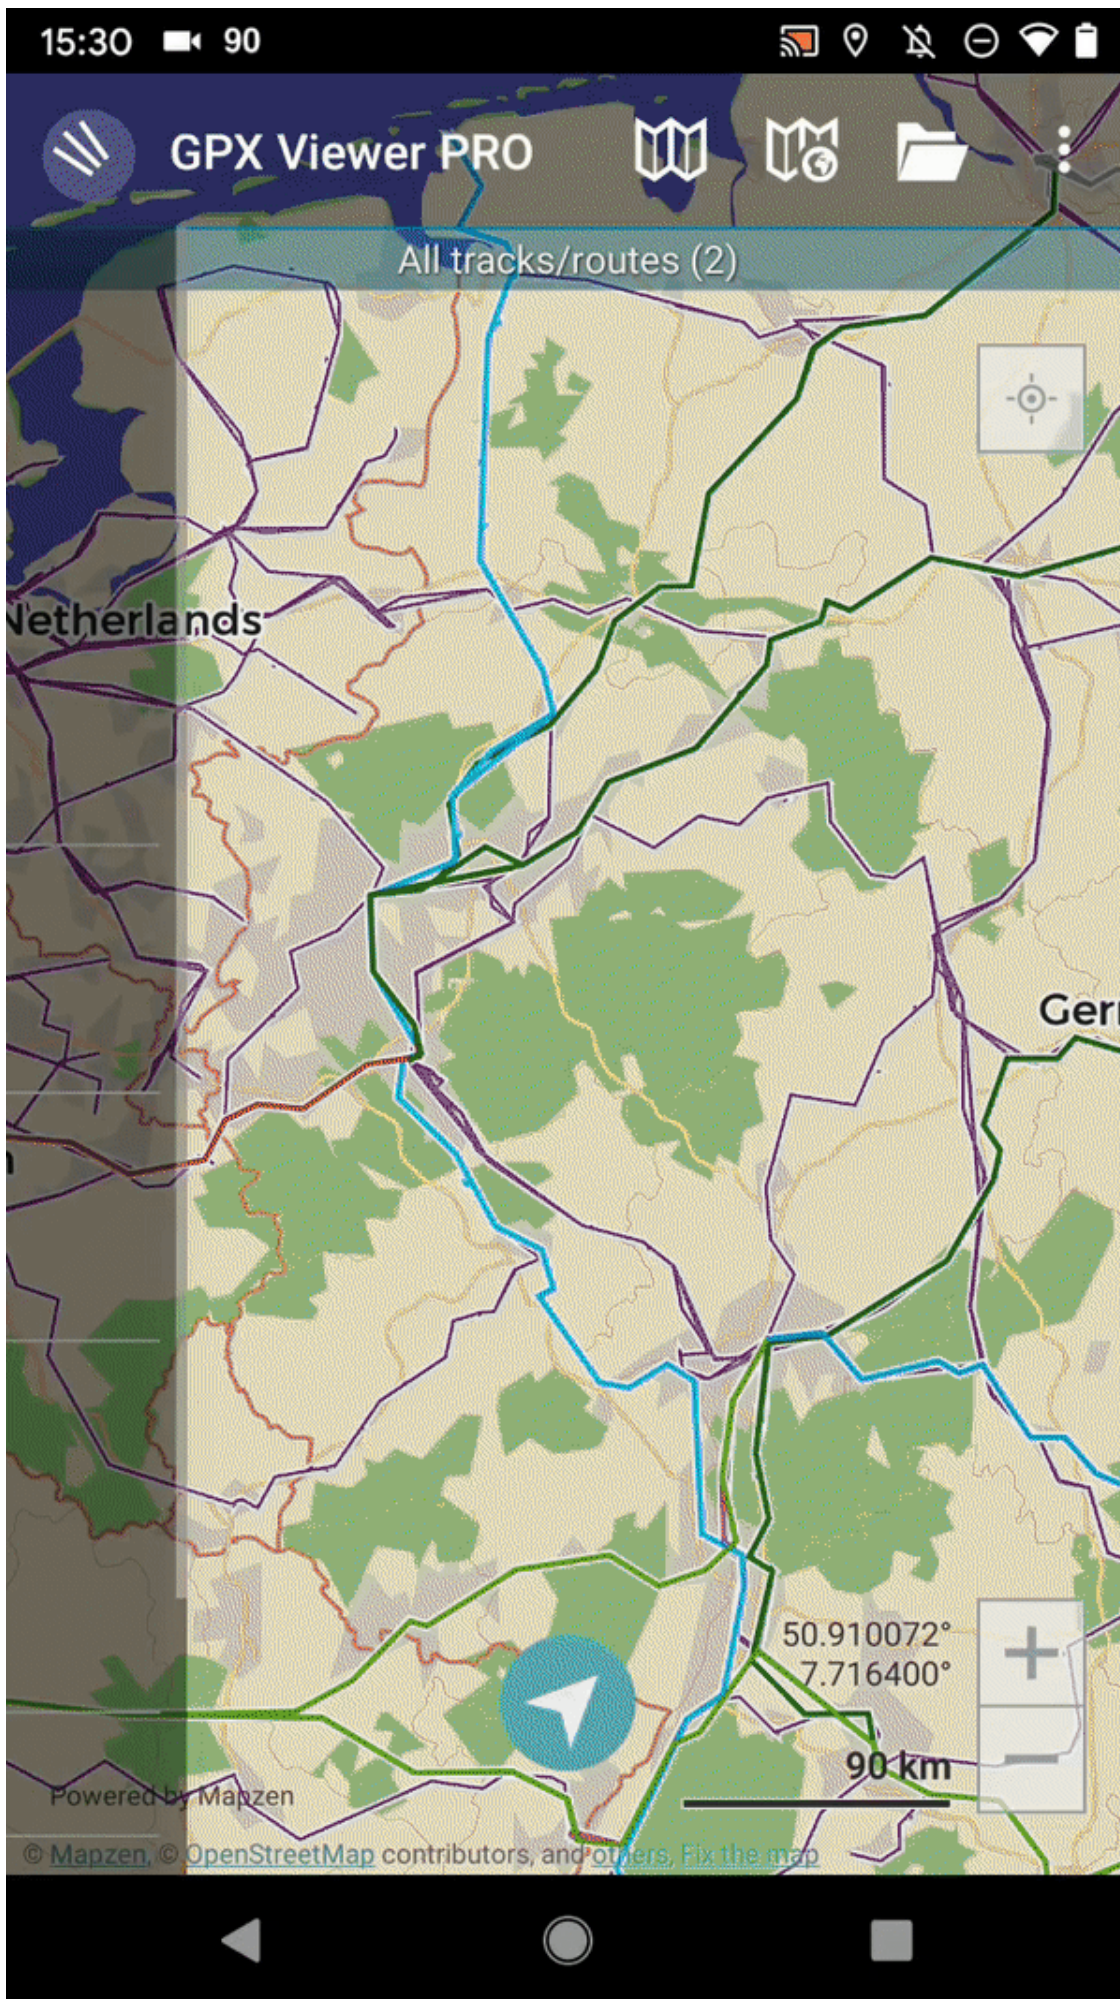 15:30 90
GPX Viewer PRO
All tracks/routes (2)
Netherlands
Ger
n
50.910072°
7.716400°
90 km
Powered by Mapzen
© Mapzen, © OpenStreetMap contributors, and others, Fix the map